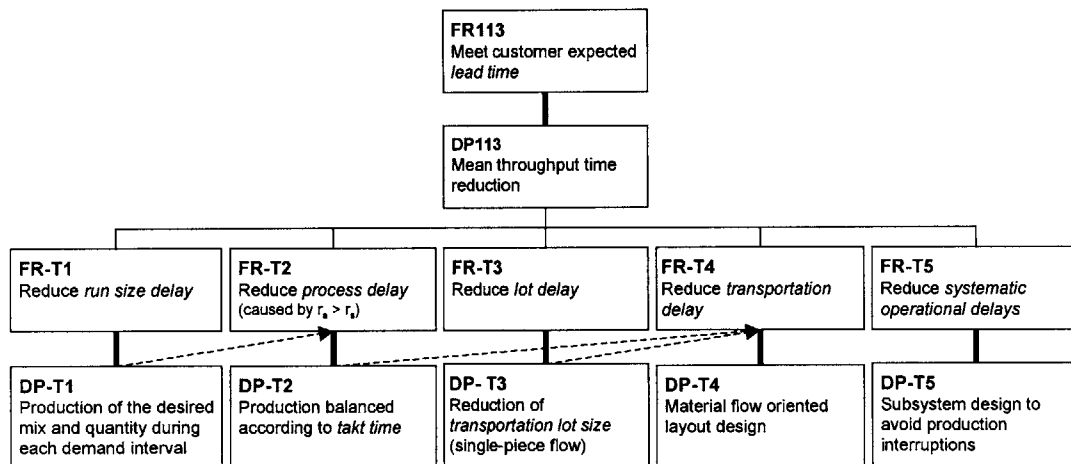 FR113
Meet customer expected
lead time
DP113
Mean throughput time
reduction
FR-T1
Reduce run size delay
FR-T2
Reduce process delay
(caused by rₐ > rₛ)
FR-T3
Reduce lot delay
FR-T4
Reduce transportation
delay
FR-T5
Reduce systematic
operational delays
DP-T1
Production of the desired
mix and quantity during
each demand interval
DP-T2
Production balanced
according to takt time
DP- T3
Reduction of
transportation lot size
(single-piece flow)
DP-T4
Material flow oriented
layout design
DP-T5
Subsystem design to
avoid production
interruptions